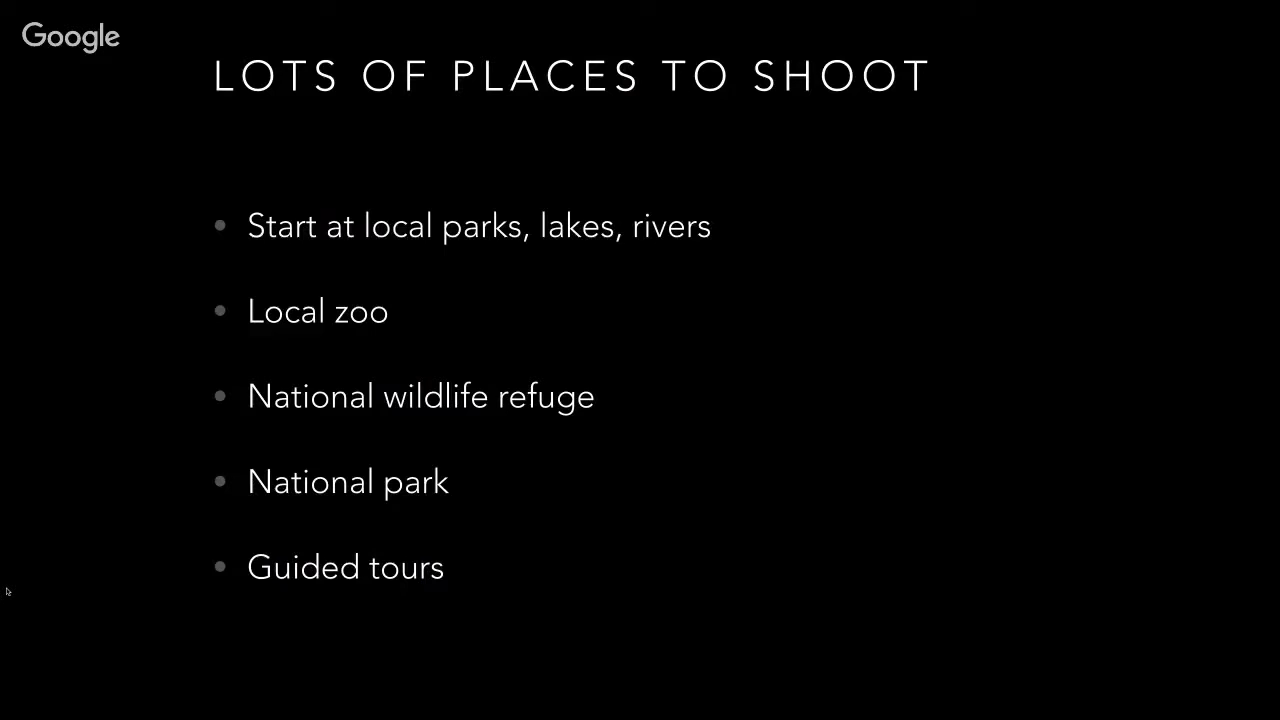 Google
LOTS OF PLACES TO SHOOT
• Start at local parks, lakes, rivers
• Local zoo
• National wildlife refuge
• National park
• Guided tours